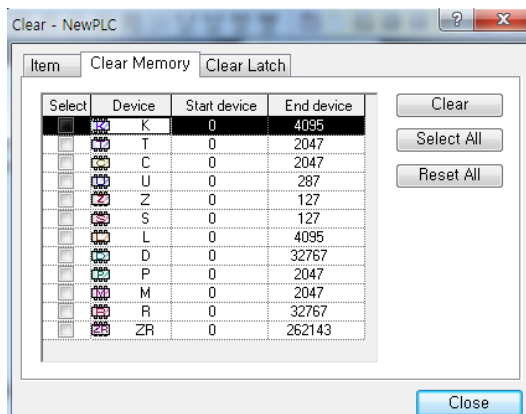 Clear - NewPLC
Item Clear Memory Clear Latch
Select Device Start device End device
K K 0 4095
T T 0 2047
C C 0 2047
U U 0 287
Z Z 0 127
S S 0 127
L L 0 4095
D D 0 32767
P P 0 2047
M M 0 2047
R R 0 32767
ZR ZR 0 262143
Clear
Select All
Reset All
Close